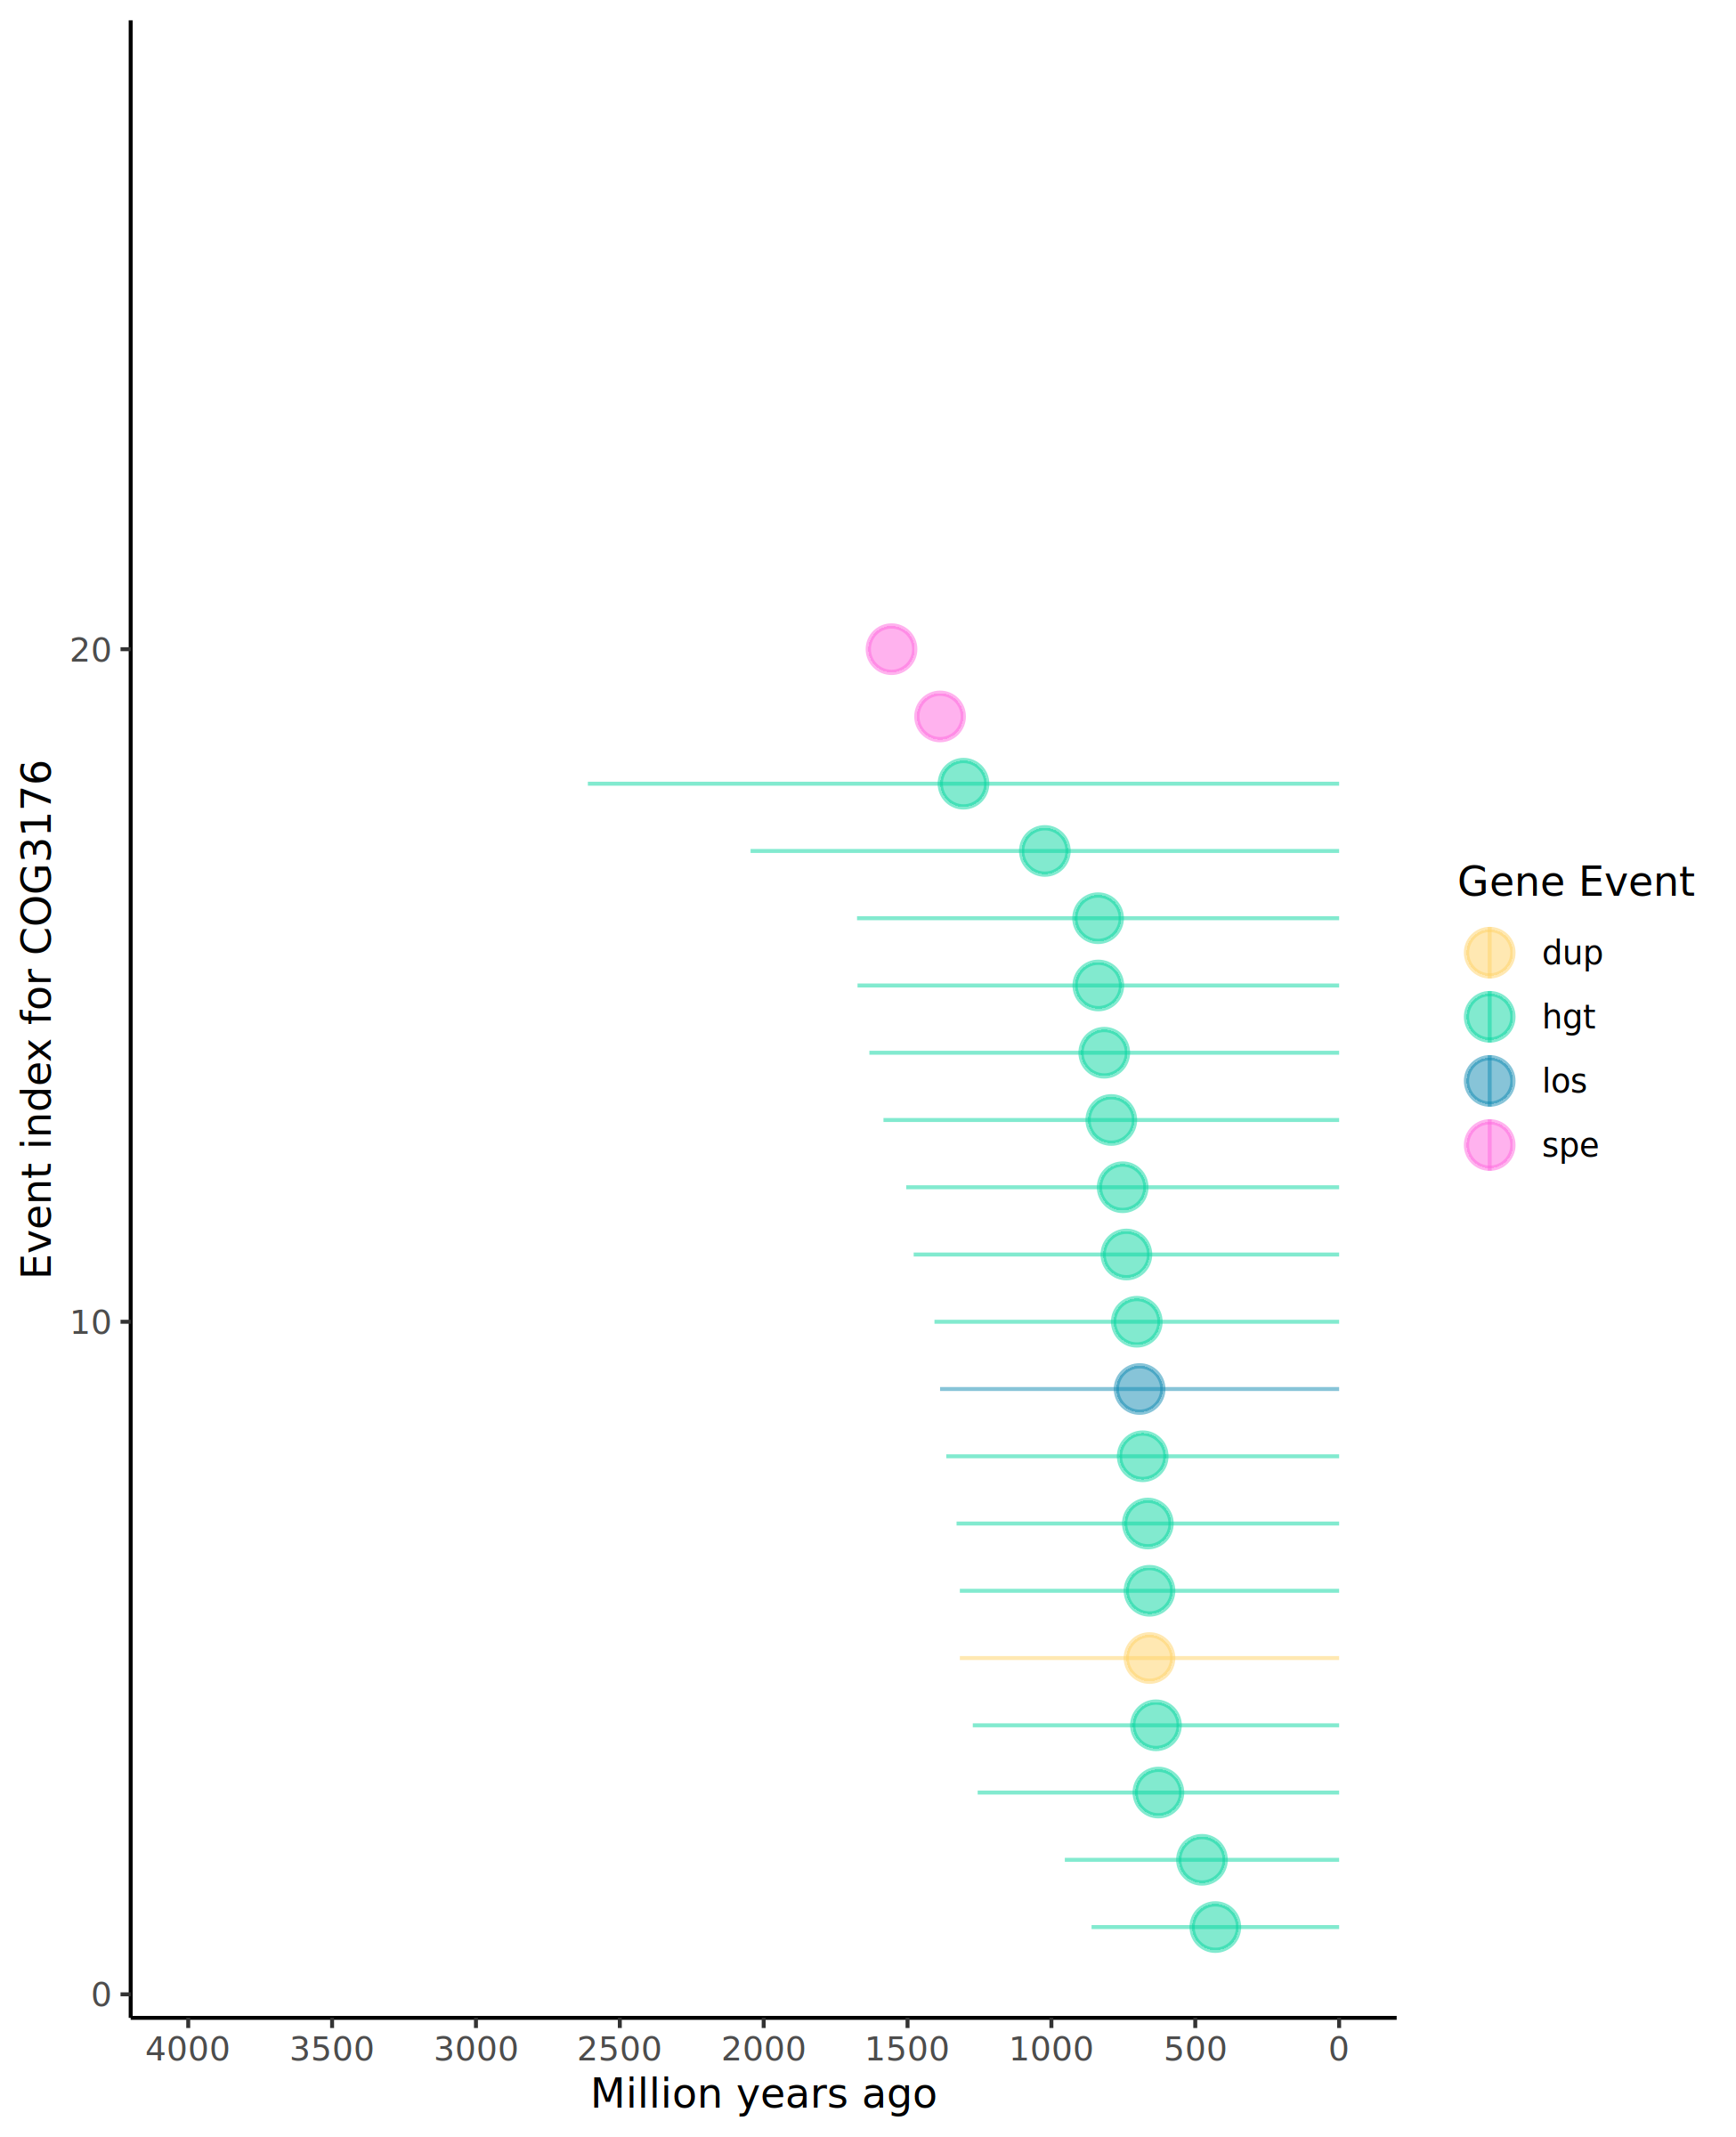 Event index for COG3176
20
10
0
4000 3500 3000 2500 2000 1500 1000 500 0
Million years ago
Gene Event
dup
hgt
los
spe